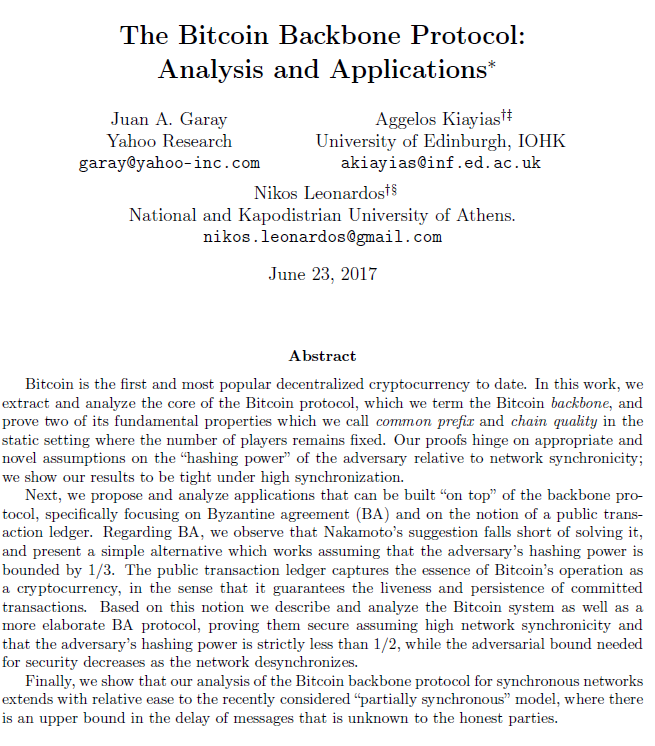 The Bitcoin Backbone Protocol:
Analysis and Applications*
Juan A. Garay
Yahoo Research
garay@yahoo-inc.com
Aggelos Kiayias†‡
University of Edinburgh, IOHK
akiayias@inf.ed.ac.uk
Nikos Leonardos†§
National and Kapodistrian University of Athens.
nikos.leonardos@gmail.com
June 23, 2017
Abstract
Bitcoin is the first and most popular decentralized cryptocurrency to date. In this work, we
extract and analyze the core of the Bitcoin protocol, which we term the Bitcoin backbone, and
prove two of its fundamental properties which we call common prefix and chain quality in the
static setting where the number of players remains fixed. Our proofs hinge on appropriate and
novel assumptions on the “hashing power” of the adversary relative to network synchronicity;
we show our results to be tight under high synchronization.
Next, we propose and analyze applications that can be built “on top” of the backbone pro-
tocol, specifically focusing on Byzantine agreement (BA) and on the notion of a public trans-
action ledger. Regarding BA, we observe that Nakamoto’s suggestion falls short of solving it,
and present a simple alternative which works assuming that the adversary’s hashing power is
bounded by 1/3. The public transaction ledger captures the essence of Bitcoin’s operation as
a cryptocurrency, in the sense that it guarantees the liveness and persistence of committed
transactions. Based on this notion we describe and analyze the Bitcoin system as well as a
more elaborate BA protocol, proving them secure assuming high network synchronicity and
that the adversary’s hashing power is strictly less than 1/2, while the adversarial bound needed
for security decreases as the network desynchronizes.
Finally, we show that our analysis of the Bitcoin backbone protocol for synchronous networks
extends with relative ease to the recently considered “partially synchronous” model, where there
is an upper bound in the delay of messages that is unknown to the honest parties.